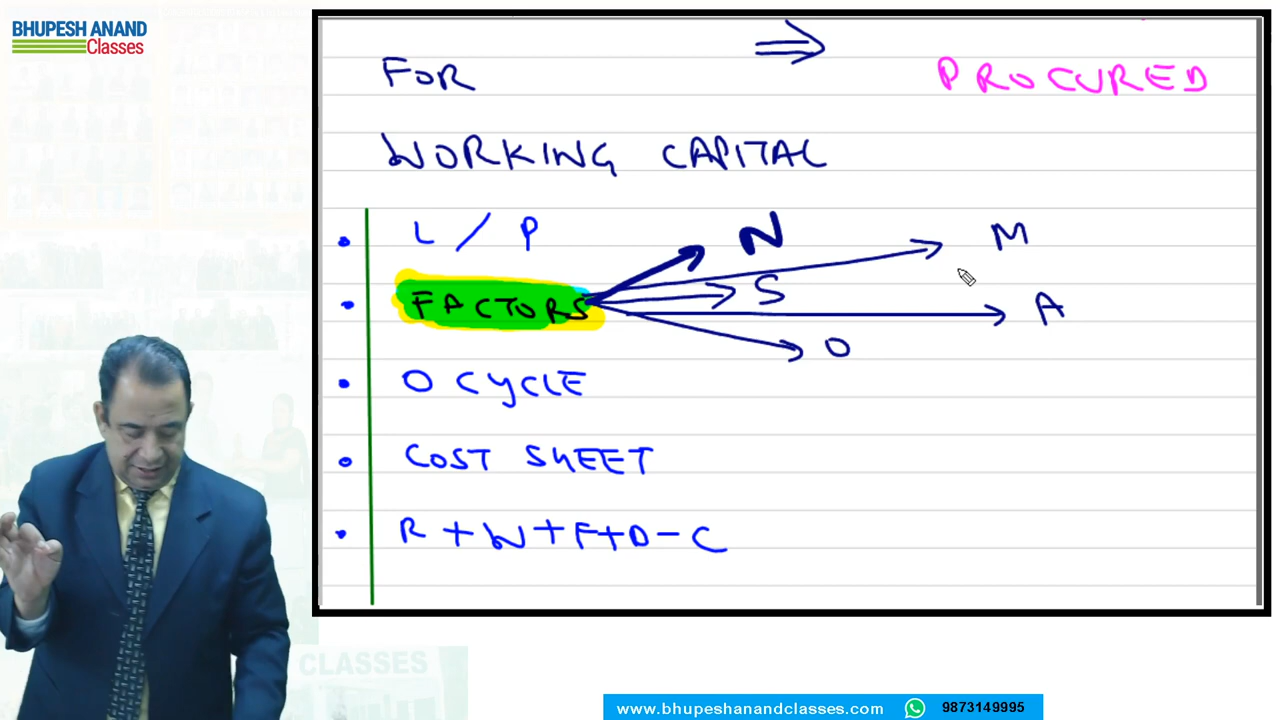 BHUPESH ANAND
Classes
⇒
FOR
PROCURED
WORKING CAPITAL
• L / P
N
M
• FACTORS
S
A
O
• O CYCLE
• COST SHEET
• R + W + F + D - C
CLASSES
www.bhupeshanandclasses.com 9873149995